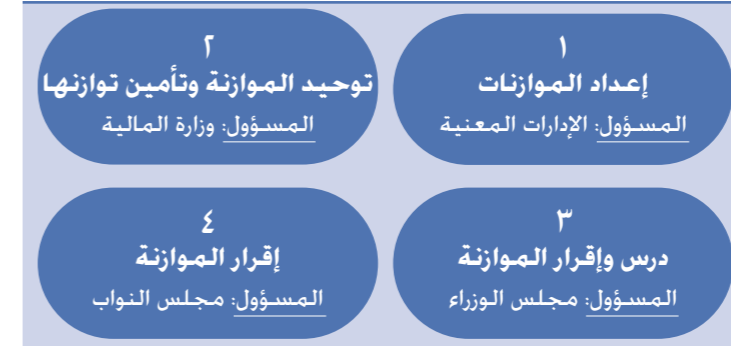 ١
إعداد الموازنات
المسؤول: الإدارات المعنية
٢
توحيد الموازنة وتأمين توازنها
المسؤول: وزارة المالية
٣
درس وإقرار الموازنة
المسؤول: مجلس الوزراء
٤
إقرار الموازنة
المسؤول: مجلس النواب